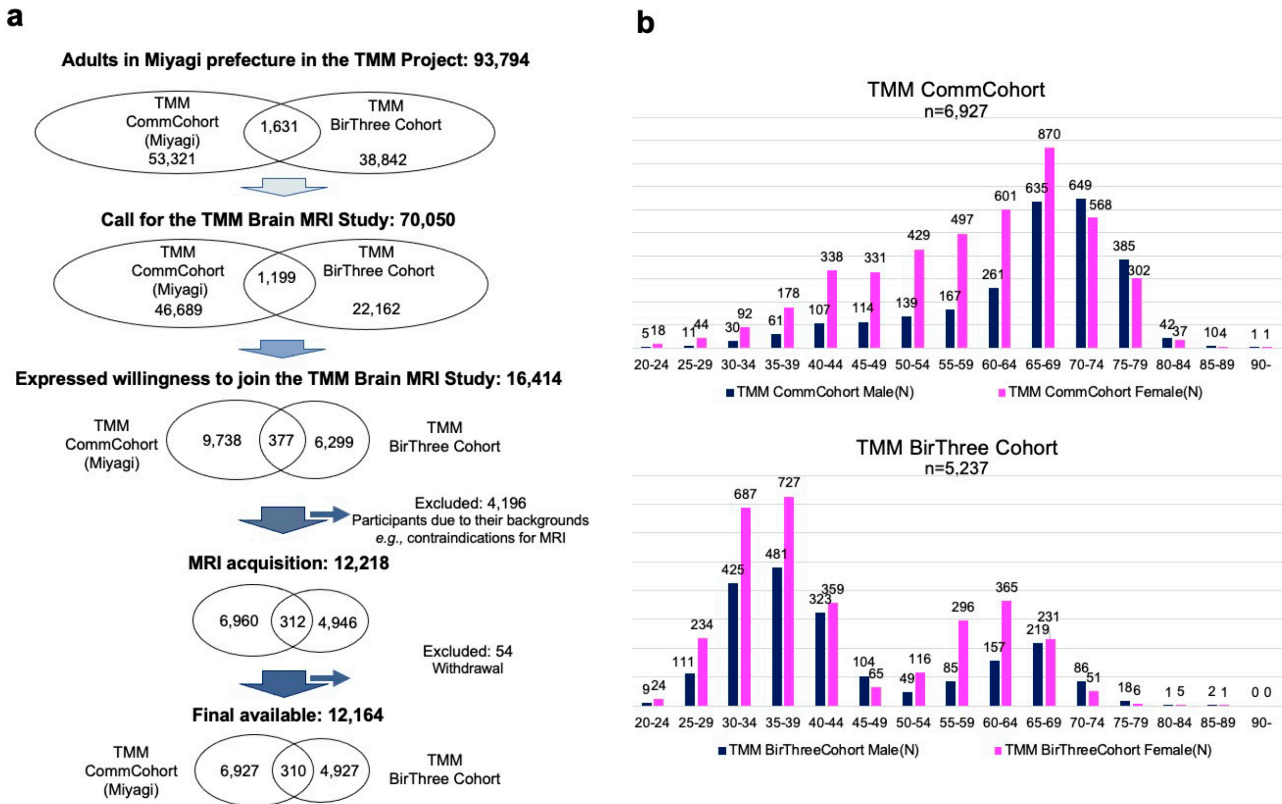 a
Adults in Miyagi prefecture in the TMM Project: 93,794
TMM
CommCohort
(Miyagi)
53,321
1,631
TMM
BirThree Cohort
38,842
Call for the TMM Brain MRI Study: 70,050
TMM
CommCohort
(Miyagi)
46,689
1,199
TMM
BirThree Cohort
22,162
Expressed willingness to join the TMM Brain MRI Study: 16,414
TMM
CommCohort
(Miyagi)
9,738
377
6,299
TMM
BirThree Cohort
Excluded: 4,196
Participants due to their backgrounds
e.g., contraindications for MRI
MRI acquisition: 12,218
6,960
312
4,946
Excluded: 54
Withdrawal
Final available: 12,164
TMM
CommCohort
(Miyagi)
6,927
310
4,927
TMM
BirThree Cohort
b
TMM CommCohort
n=6,927
5 18 11 44 30 92 61 178 107 338 114 331 139 429 167 497 261 601 635 870 649 568 385 302 42 37 10 4 1 1
20-24 25-29 30-34 35-39 40-44 45-49 50-54 55-59 60-64 65-69 70-74 75-79 80-84 85-89 90-
TMM CommCohort Male(N) TMM CommCohort Female(N)
TMM BirThree Cohort
n=5,237
9 24 111 234 425 687 481 727 323 359 104 65 49 116 85 296 157 365 219 231 86 51 18 6 1 5 2 1 0 0
20-24 25-29 30-34 35-39 40-44 45-49 50-54 55-59 60-64 65-69 70-74 75-79 80-84 85-89 90-
TMM BirThreeCohort Male(N) TMM BirThreeCohort Female(N)